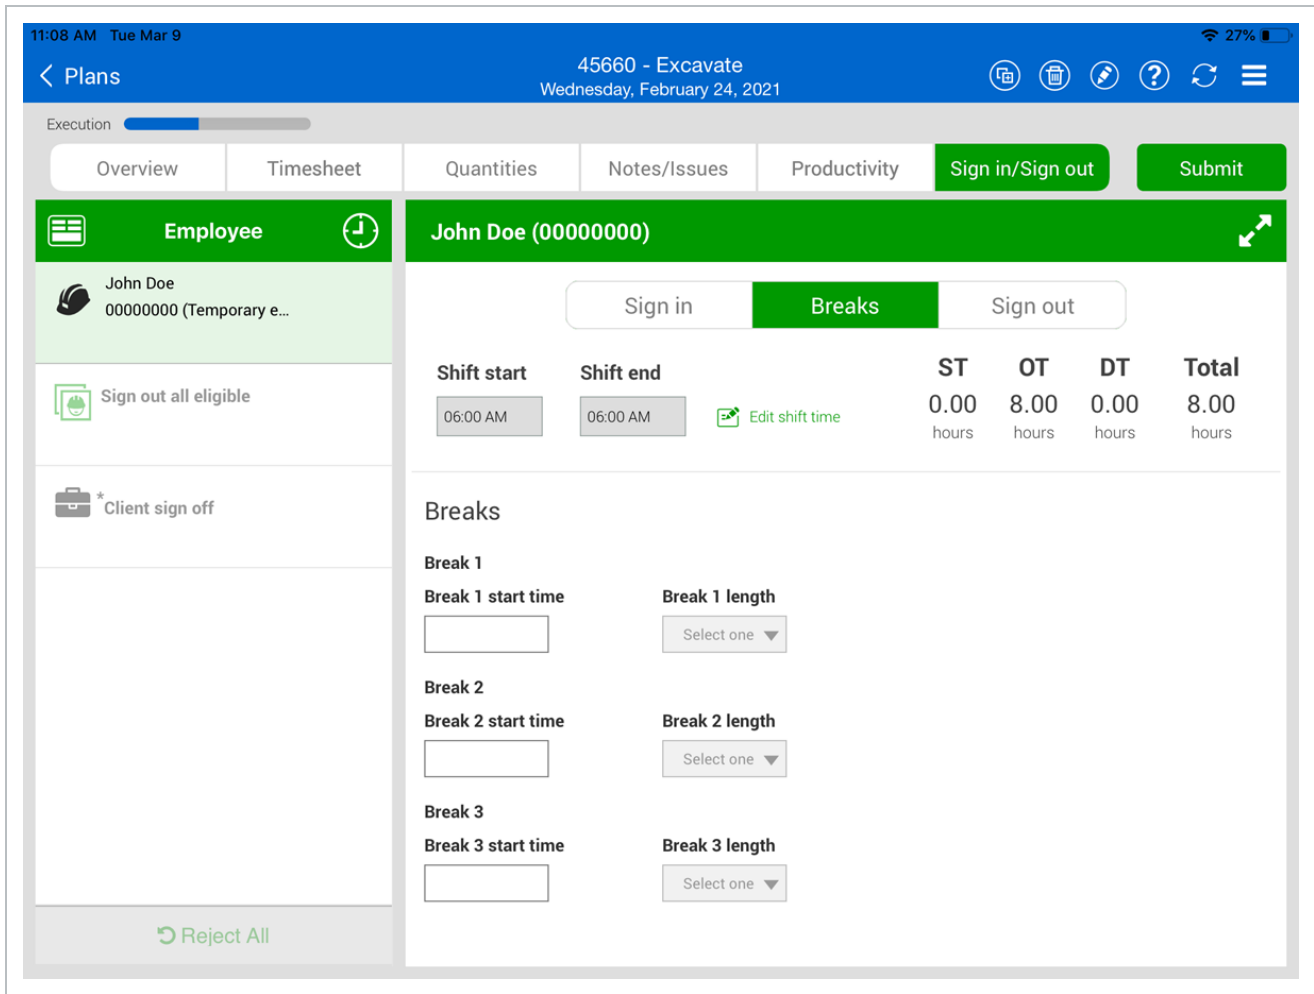 11:08 AM Tue Mar 9
27%
Plans
45660 - Excavate
Wednesday, February 24, 2021
Execution
Overview
Timesheet
Quantities
Notes/Issues
Productivity
Sign in/Sign out
Submit
Employee
John Doe
00000000 (Temporary e...
Sign out all eligible
*Client sign off
Reject All
John Doe (00000000)
Sign in
Breaks
Sign out
Shift start
Shift end
06:00 AM
06:00 AM
Edit shift time
ST OT DT Total
0.00 8.00 0.00 8.00
hours hours hours hours
Breaks
Break 1
Break 1 start time
Break 1 length
Select one
Break 2
Break 2 start time
Break 2 length
Select one
Break 3
Break 3 start time
Break 3 length
Select one